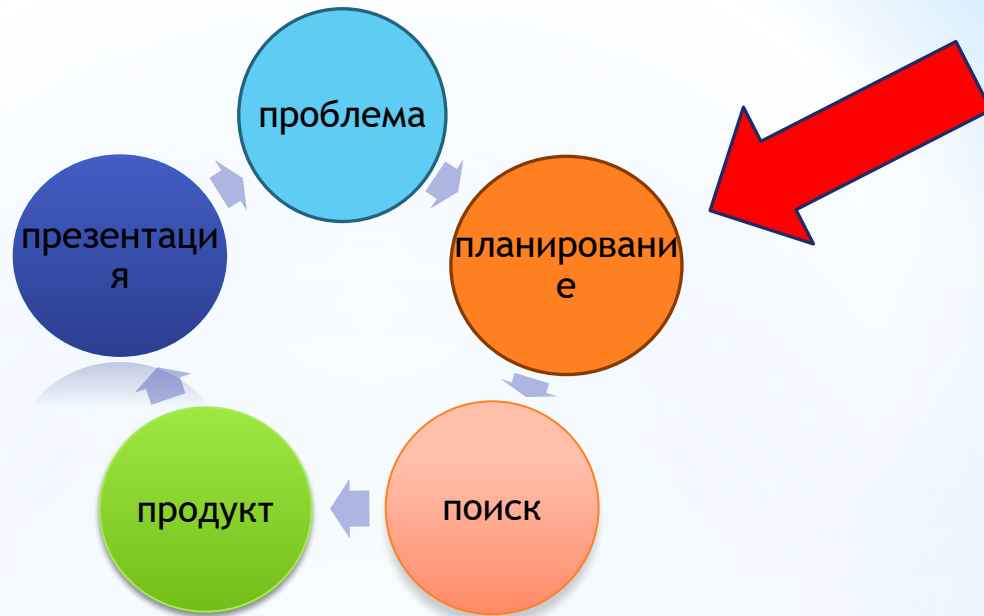 проблема
планировани
е
поиск
продукт
презентаци
я